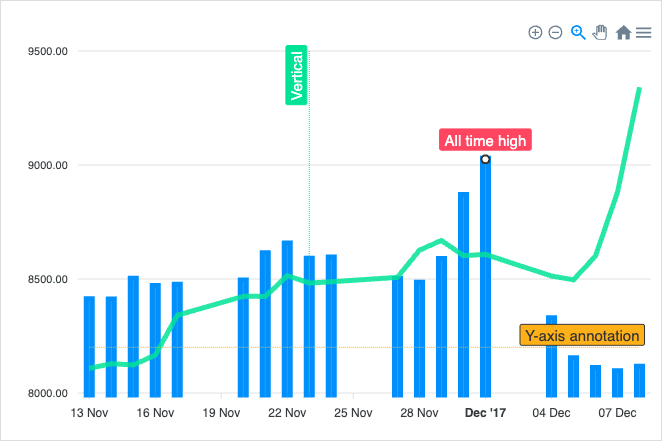 9500.00
Vertical
All time high
9000.00
8500.00
Y-axis annotation
8000.00
13 Nov 16 Nov 19 Nov 22 Nov 25 Nov 28 Nov Dec '17 04 Dec 07 Dec